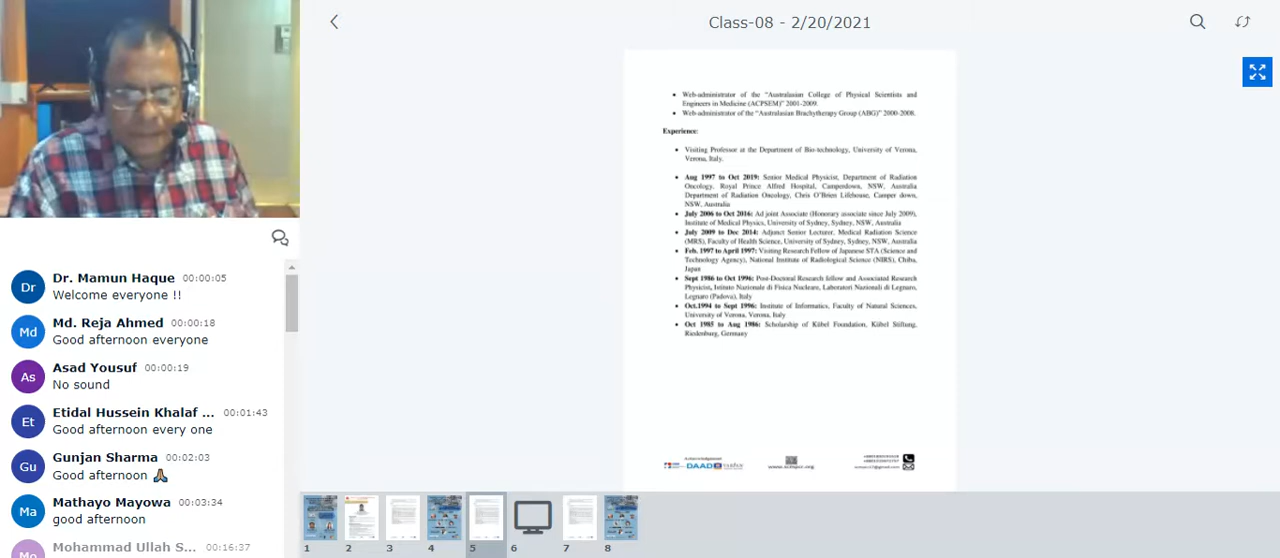 Class-08 - 2/20/2021
Web-administrator of the "Australasian College of Physical Scientists and
Engineers in Medicine (ACPSEM)" 2001-2009.
Web-administrator of the "Australasian Brachytherapy Group (ABG)" 2000-2008.
Experience:
Visiting Professor at the Department of Bio-technology, University of Verona,
Verona, Italy.
Aug 1997 to Oct 2019: Senior Medical Physicist, Department of Radiation
Oncology, Royal Prince Alfred Hospital, Camperdown, NSW, Australia
Department of Radiation Oncology, Chris O'Brien Lifehouse, Camper down,
NSW, Australia
July 2006 to Oct 2016: Ad joint Associate (Honorary associate since July 2009),
Institute of Medical Physics, University of Sydney, Sydney, NSW, Australia
July 2009 to Dec 2014: Adjunct Senior Lecturer, Medical Radiation Science
(MRS), Faculty of Health Science, University of Sydney, Sydney, NSW, Australia
Feb. 1997 to April 1997: Visiting Research Fellow of Japanese STA (Science and
Technology Agency), National Institute of Radiological Science (NIRS), Chiba,
Japan
Sept 1986 to Oct 1996: Post-Doctoral Research fellow and Associated Research
Physicist, Istituto Nazionale di Fisica Nucleare, Laboratori Nazionali di Legnaro,
Legnaro (Padova), Italy
Oct.1994 to Sept 1996: Institute of Informatics, Faculty of Natural Sciences,
University of Verona, Verona, Italy
Oct 1985 to Aug 1986: Scholarship of Kübel Foundation, Kübel Stiftung,
Germany
DAAD
Dr
Dr. Mamun Haque 00:00:05
Welcome everyone !!
Md
Md. Reja Ahmed 00:00:18
Good afternoon everyone
As
Asad Yousuf 00:00:19
No sound
Et
Etidal Hussein Khalaf ... 00:01:43
Good afternoon every one
Gu
Gunjan Sharma 00:02:03
Good afternoon 🙏🏽
Ma
Mathayo Mayowa 00:03:34
good afternoon
Mo
Mohammad Ullah S... 00:16:37
1 2 3 4 5 6 7 8